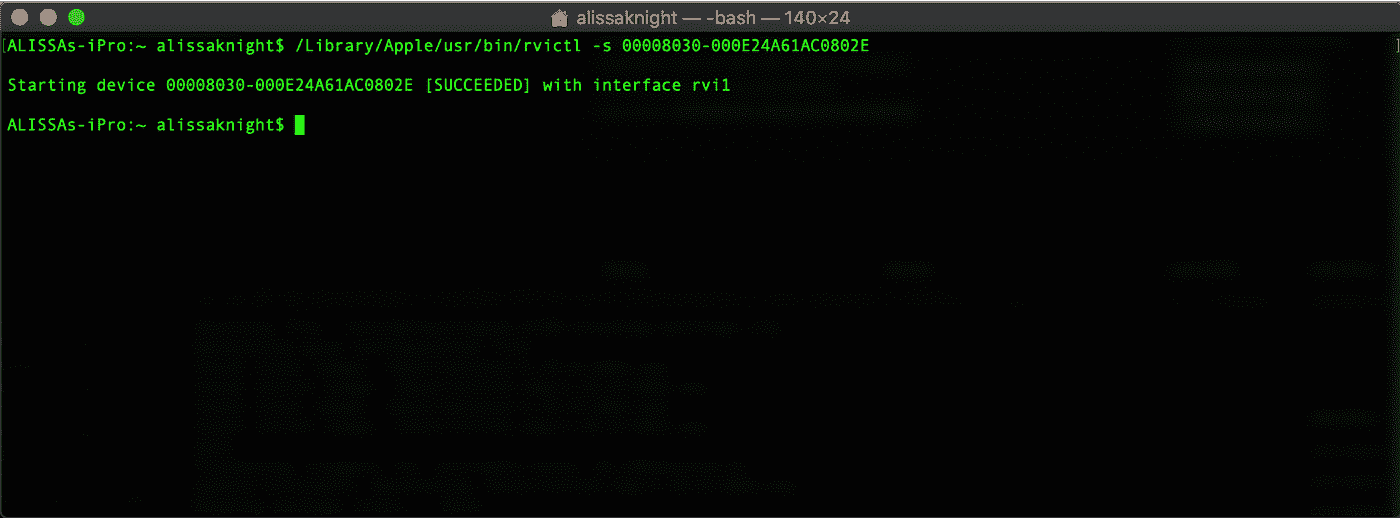 alissaknight — -bash — 140×24
ALISSAs-iPro:~ alissaknight$ /Library/Apple/usr/bin/rvictl -s 00008030-000E24A61AC0802E
Starting device 00008030-000E24A61AC0802E [SUCCEEDED] with interface rvi1
ALISSAs-iPro:~ alissaknight$